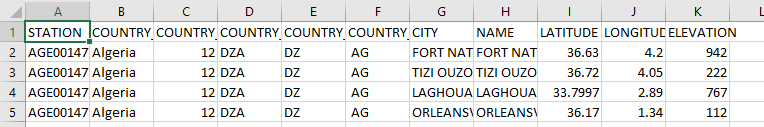 A B C D E F G H I J K L
1 STATION COUNTRY_ COUNTRY_ COUNTRY_ COUNTRY_ COUNTRY_ CITY NAME LATITUDE LONGITUD ELEVATION
2 AGE00147 Algeria 12 DZA DZ AG FORT NAT FORT NAT 36.63 4.2 942
3 AGE00147 Algeria 12 DZA DZ AG TIZI OUZO TIZI OUZO 36.72 4.05 222
4 AGE00147 Algeria 12 DZA DZ AG LAGHOUA LAGHOUA 33.7997 2.89 767
5 AGE00147 Algeria 12 DZA DZ AG ORLEANSV ORLEANSV 36.17 1.34 112